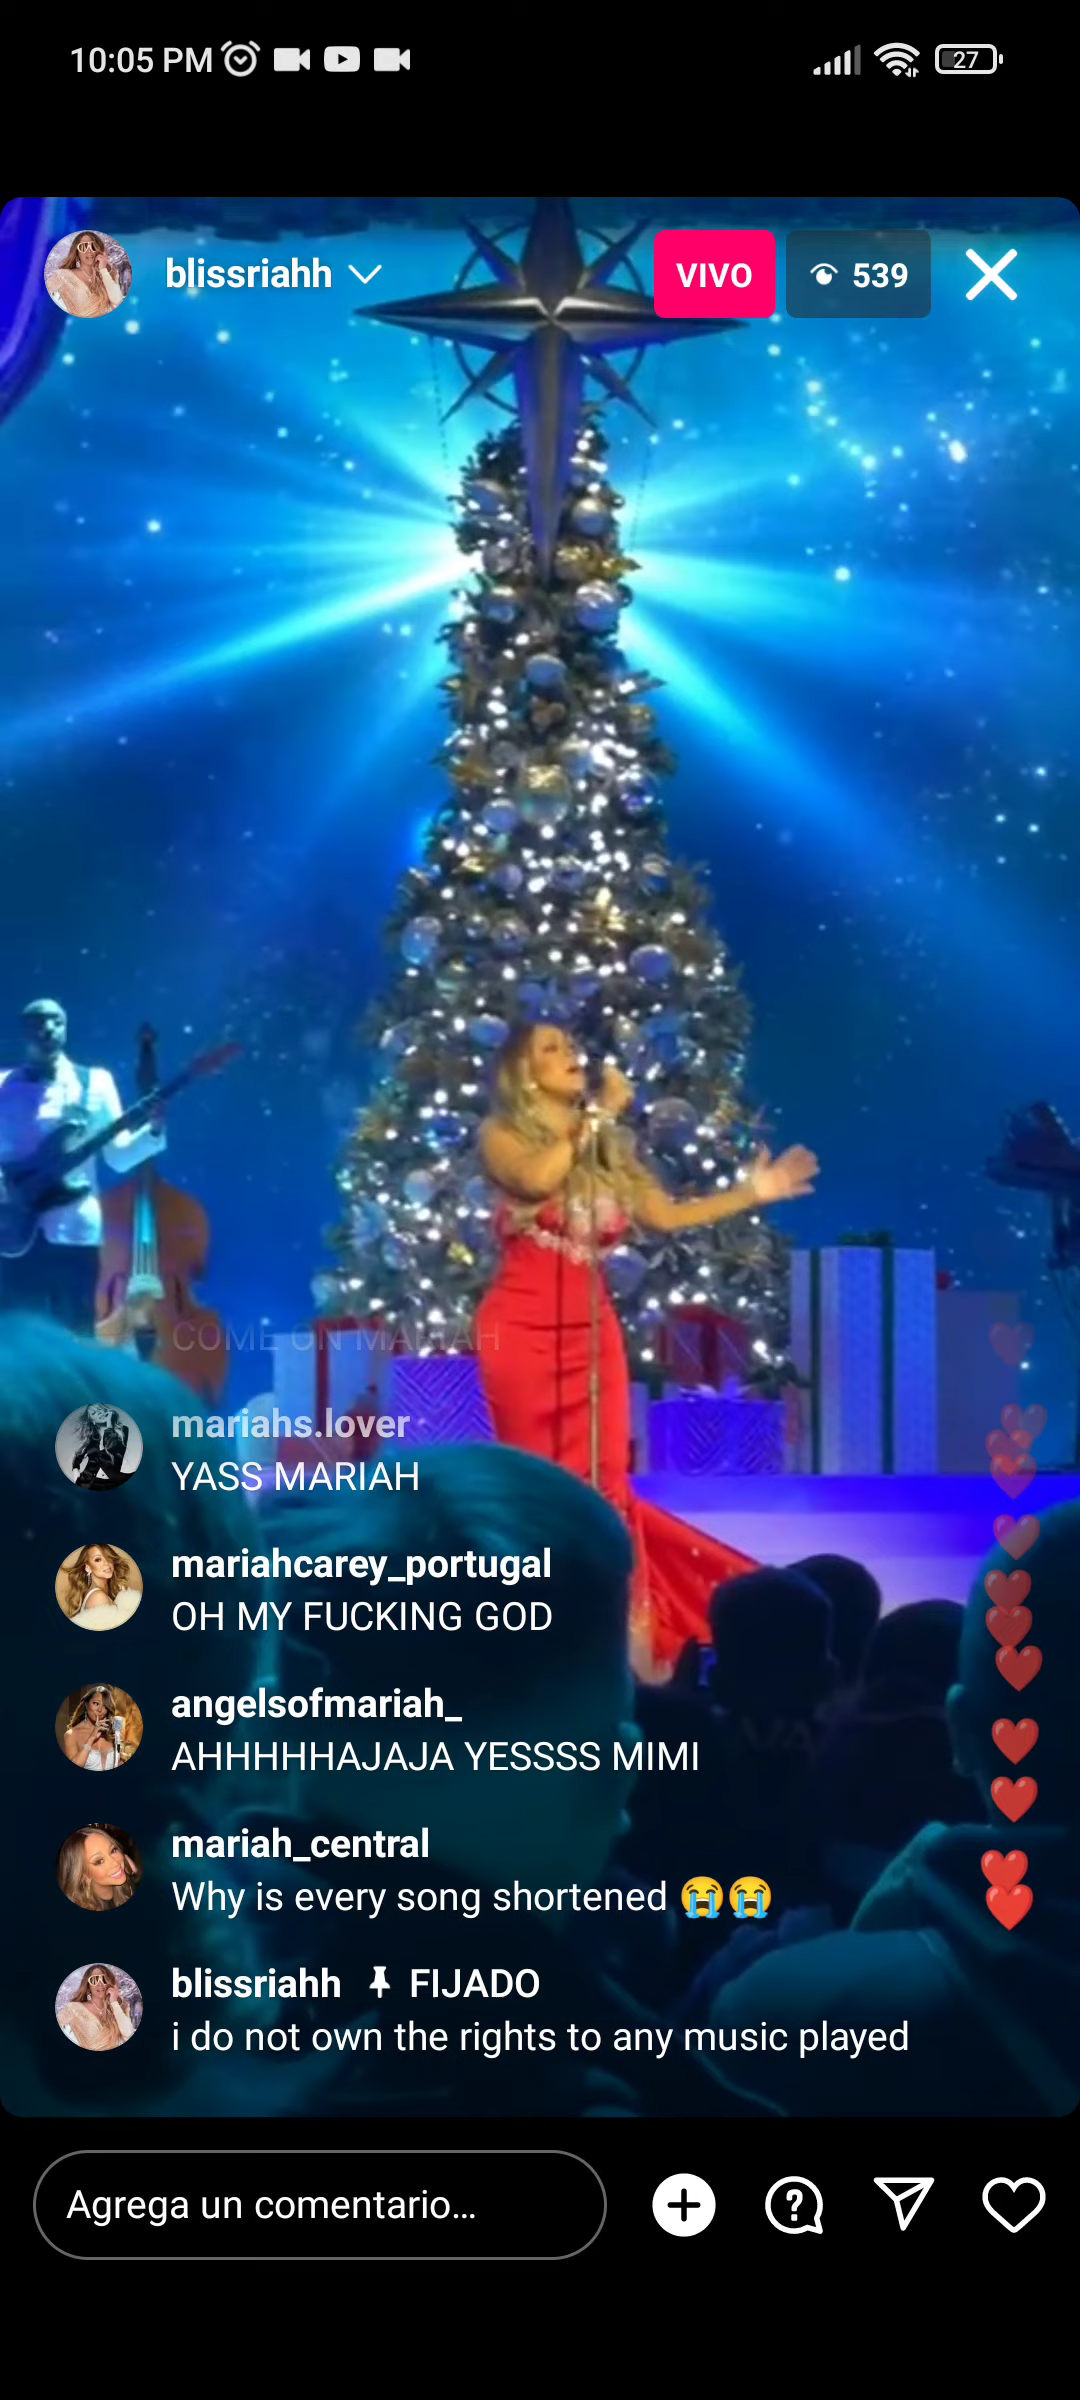 10:05 PM
27
blissriahh
VIVO
539
COME ON MARIAH
mariahs.lover
YASS MARIAH
mariahcarey_portugal
OH MY FUCKING GOD
angelsofmariah_
AHHHHHAJAJA YESSSS MIMI
mariah_central
Why is every song shortened 😭😭
blissriahh 📌 FIJADO
i do not own the rights to any music played
Agrega un comentario...